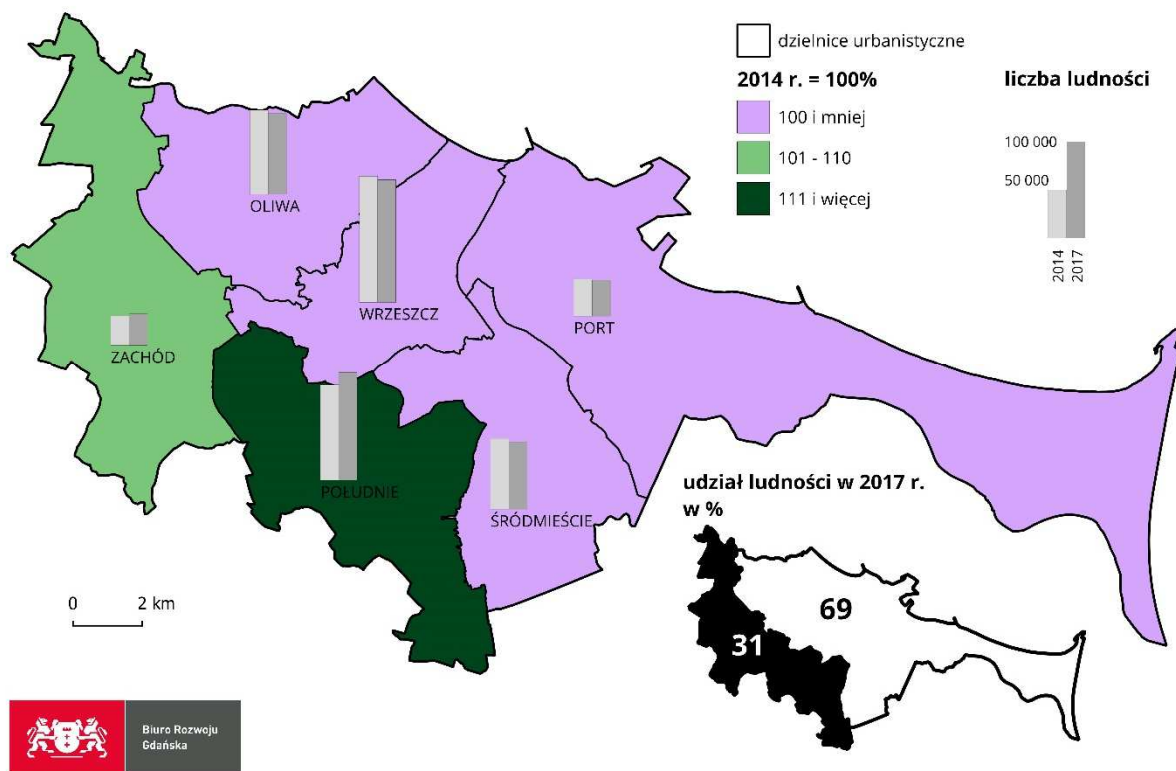 dzielnice urbanistyczne
2014 r. = 100%
100 i mniej
101 - 110
111 i więcej
liczba ludności
100 000
50 000
2014
2017
OLIWA
WRZESZCZ
PORT
ZACHÓD
POŁUDNIE
ŚRÓDMIEŚCIE
0 2 km
udział ludności w 2017 r.
w %
69
31
Biuro Rozwoju
Gdańska